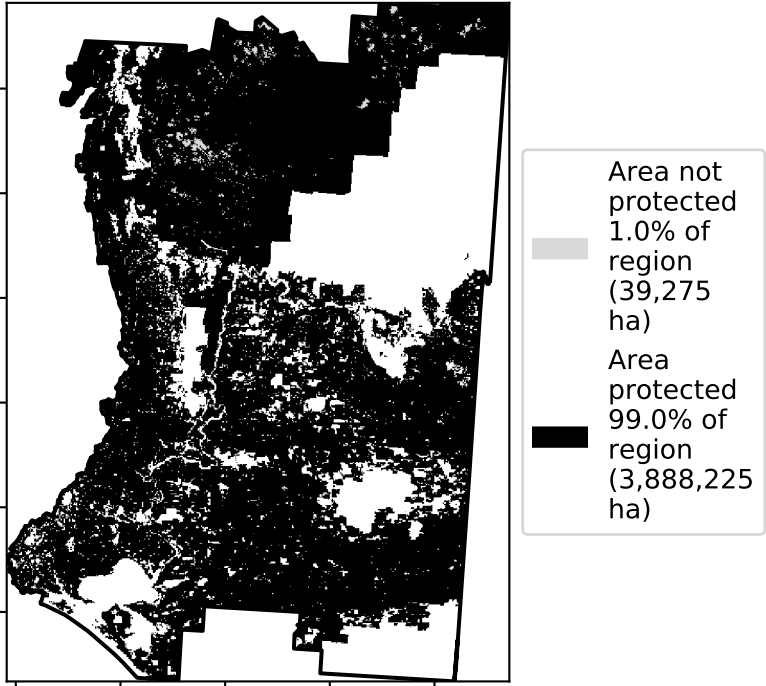 Area not
protected
1.0% of
region
(39,275
ha)
Area
protected
99.0% of
region
(3,888,225
ha)